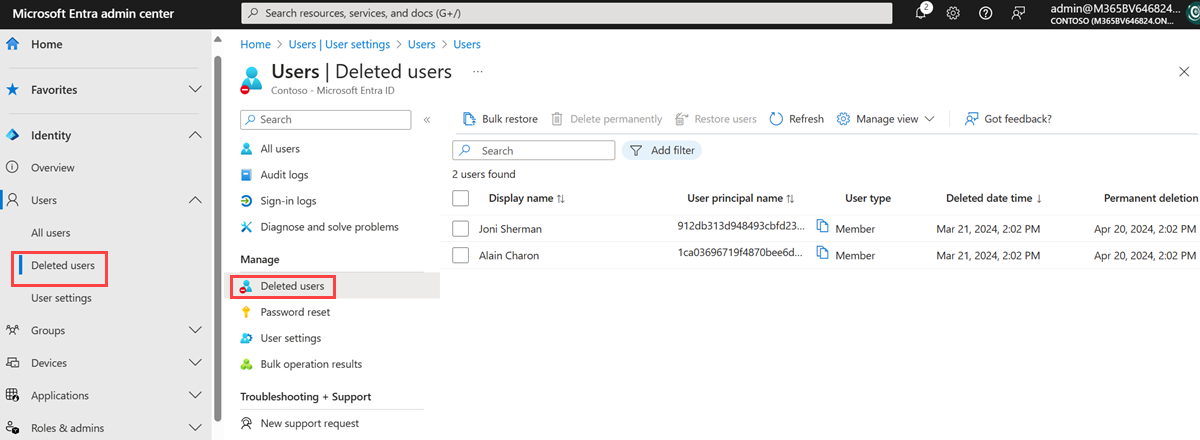 Microsoft Entra admin center
Search resources, services, and docs (G+/)
2
admin@M365BV646824...
CONTOSO (M365BV646824.ON...
Home
Favorites
Identity
Overview
Users
All users
Deleted users
User settings
Groups
Devices
Applications
Roles & admins
Home > Users | User settings > Users > Users
Users | Deleted users ...
Contoso - Microsoft Entra ID
Search
All users
Audit logs
Sign-in logs
Diagnose and solve problems
Manage
Deleted users
Password reset
User settings
Bulk operation results
Troubleshooting + Support
New support request
Bulk restore Delete permanently Restore users Refresh Manage view Got feedback?
Search Add filter
2 users found
Display name ↑↓ User principal name ↑↓ User type Deleted date time ↓ Permanent deletion
Joni Sherman 912db313d948493cbfd23... Member Mar 21, 2024, 2:02 PM Apr 20, 2024, 2:02 PM
Alain Charon 1ca03696719f4870bee6d... Member Mar 21, 2024, 2:02 PM Apr 20, 2024, 2:02 PM